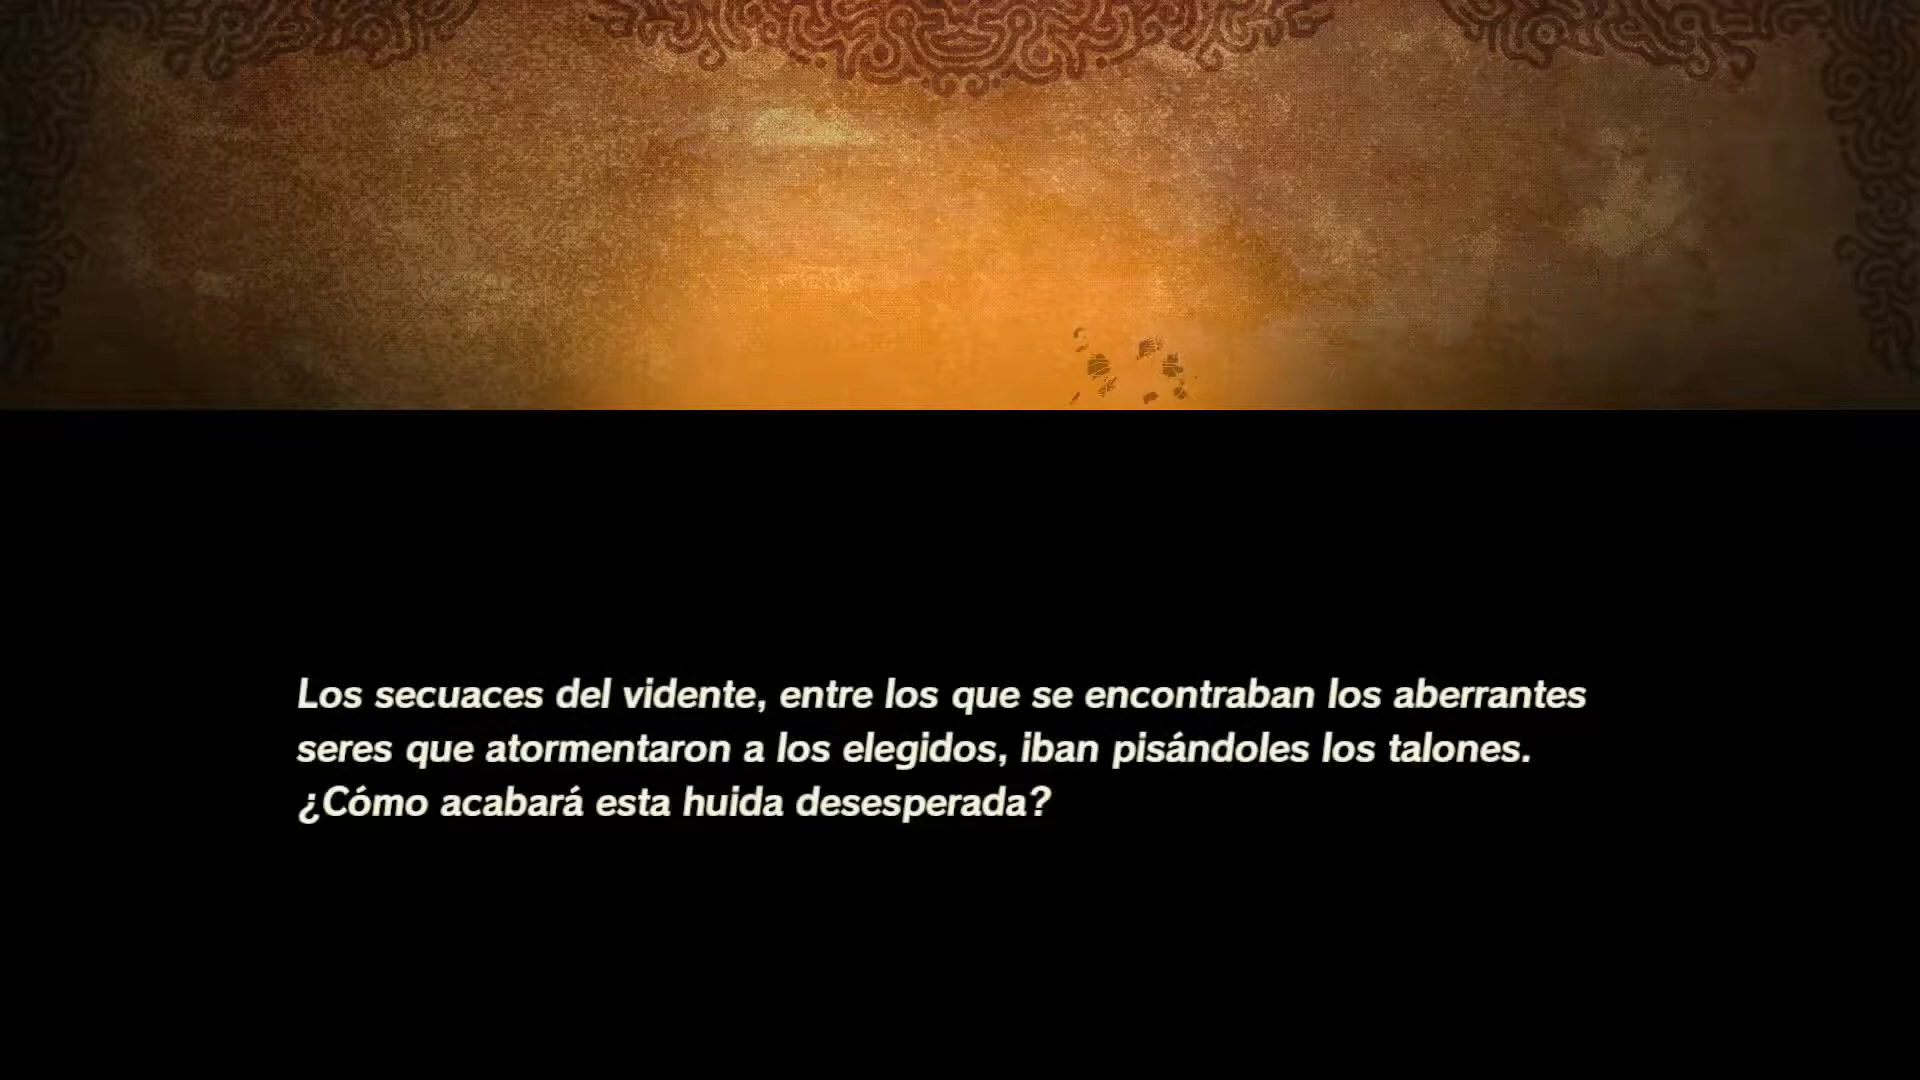 Los secuaces del vidente, entre los que se encontraban los aberrantes
seres que atormentaron a los elegidos, iban pisándoles los talones.
¿Cómo acabará esta huida desesperada?